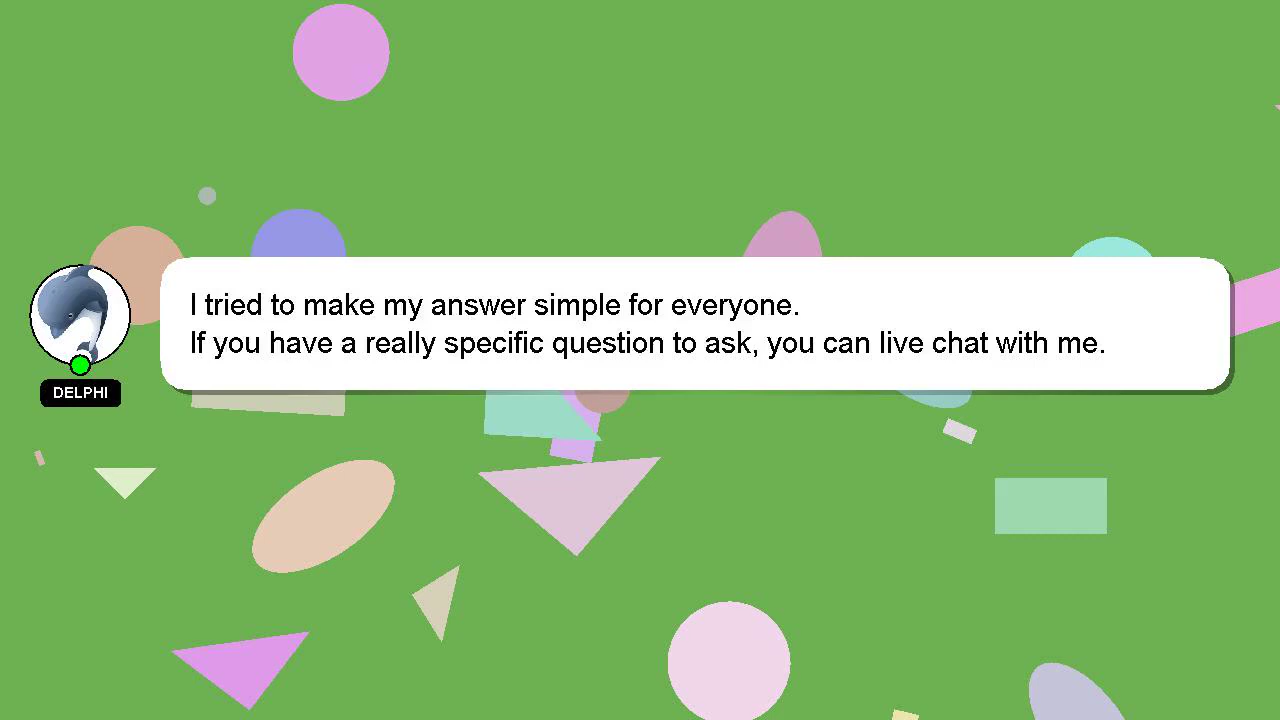 I tried to make my answer simple for everyone.
If you have a really specific question to ask, you can live chat with me.
DELPHI